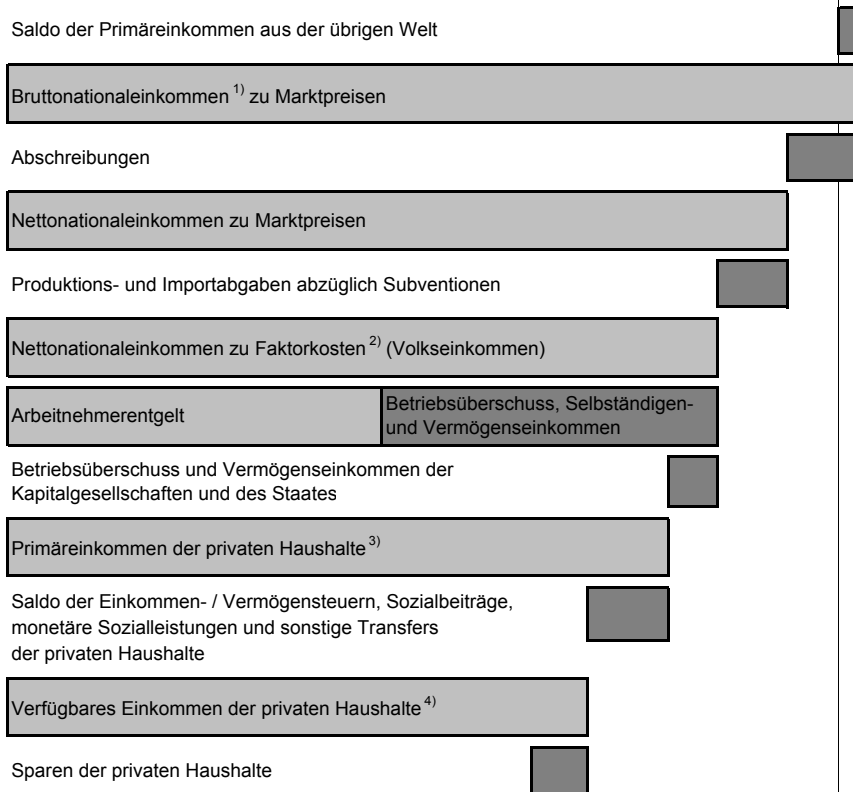 Saldo der Primäreinkommen aus der übrigen Welt
Bruttonationaleinkommen 1) zu Marktpreisen
Abschreibungen
Nettonationaleinkommen zu Marktpreisen
Produktions- und Importabgaben abzüglich Subventionen
Nettonationaleinkommen zu Faktorkosten 2) (Volkseinkommen)
Arbeitnehmerentgelt
Betriebsüberschuss, Selbständigen-
und Vermögenseinkommen
Betriebsüberschuss und Vermögenseinkommen der
Kapitalgesellschaften und des Staates
Primäreinkommen der privaten Haushalte 3)
Saldo der Einkommen- / Vermögensteuern, Sozialbeiträge,
monetäre Sozialleistungen und sonstige Transfers
der privaten Haushalte
Verfügbares Einkommen der privaten Haushalte 4)
Sparen der privaten Haushalte